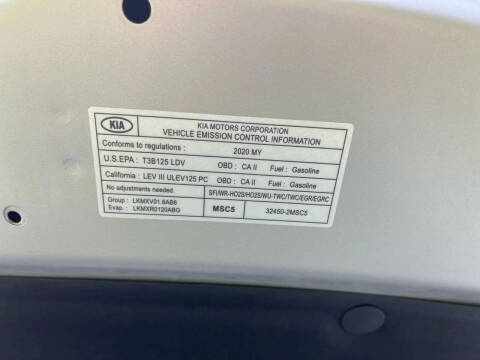 KIA
KIA MOTORS CORPORATION
VEHICLE EMISSION CONTROL INFORMATION
Conforms to regulations : 2020 MY
U.S.EPA : T3B125 LDV OBD : CA II Fuel : Gasoline
California : LEV III ULEV125 PC OBD : CA II Fuel : Gasoline
No adjustments needed. SFI/WR-HO2S/HO2S/WU-TWC/TWC/EGR/EGRC
Group : LKMXV01.6AB6 MSC5 32450-2MSC5
Evap. : LKMXR0120ABG